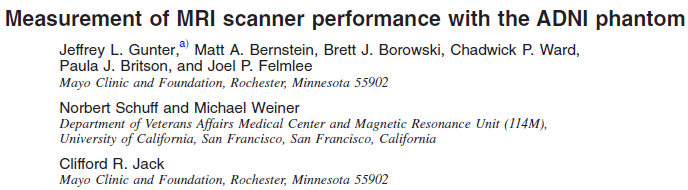 Measurement of MRI scanner performance with the ADNI phantom
Jeffrey L. Gunter,a) Matt A. Bernstein, Brett J. Borowski, Chadwick P. Ward,
Paula J. Britson, and Joel P. Felmlee
Mayo Clinic and Foundation, Rochester, Minnesota 55902
Norbert Schuff and Michael Weiner
Department of Veterans Affairs Medical Center and Magnetic Resonance Unit (114M),
University of California, San Francisco, San Francisco, California
Clifford R. Jack
Mayo Clinic and Foundation, Rochester, Minnesota 55902